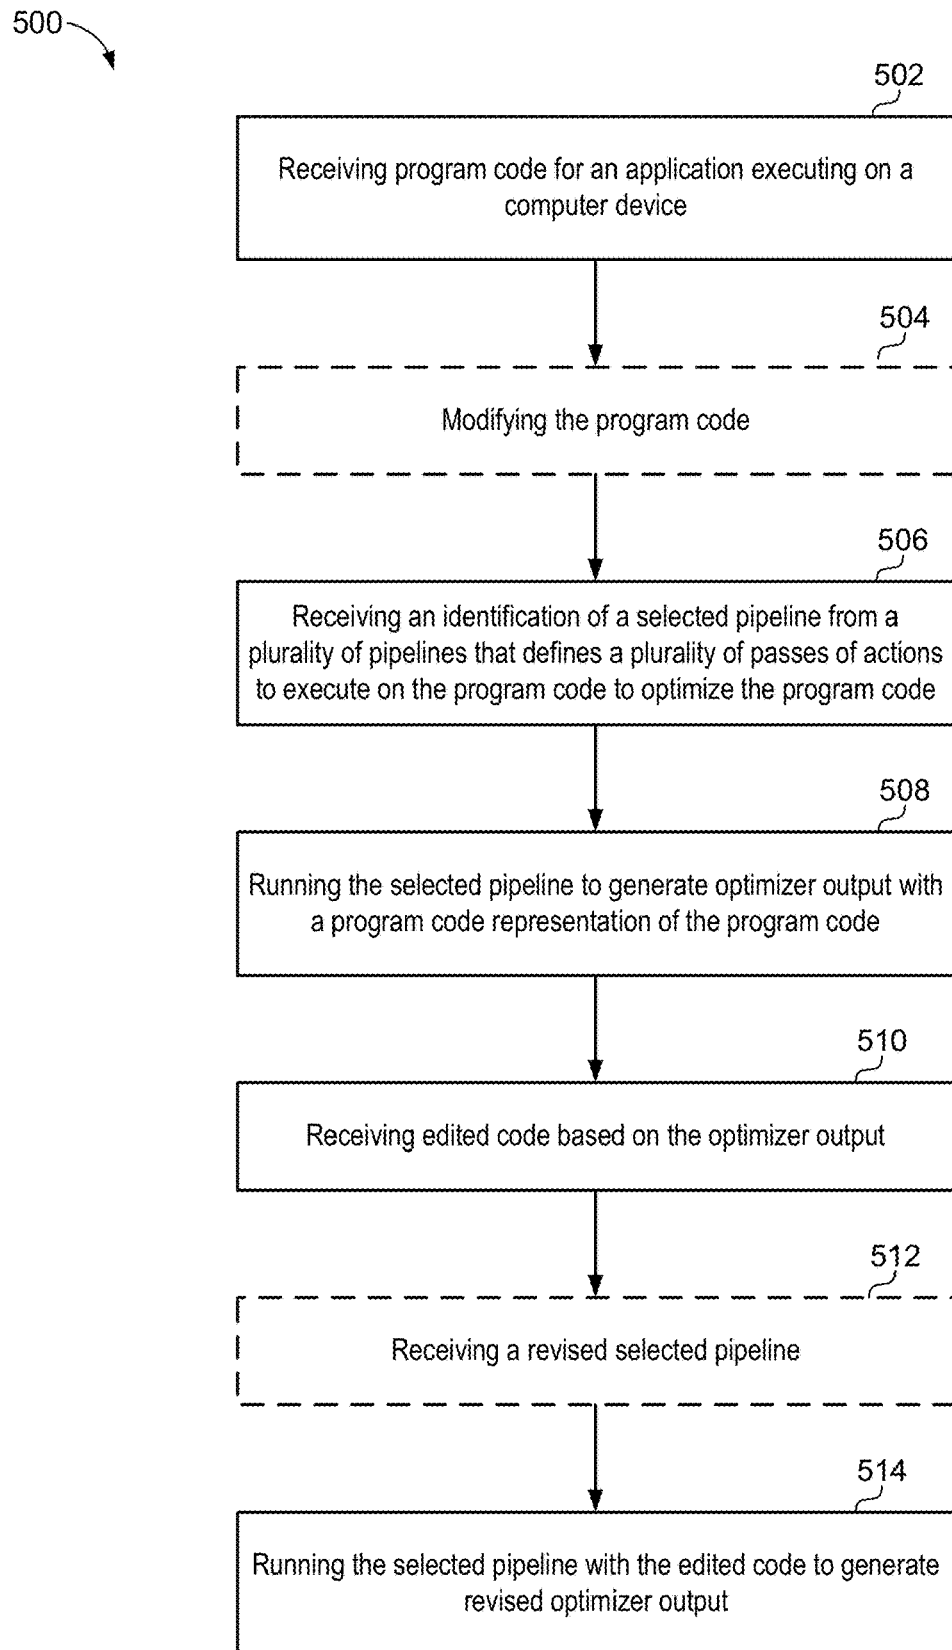 500
502
Receiving program code for an application executing on a
computer device
504
Modifying the program code
506
Receiving an identification of a selected pipeline from a
plurality of pipelines that defines a plurality of passes of actions
to execute on the program code to optimize the program code
508
Running the selected pipeline to generate optimizer output with
a program code representation of the program code
510
Receiving edited code based on the optimizer output
512
Receiving a revised selected pipeline
514
Running the selected pipeline with the edited code to generate
revised optimizer output